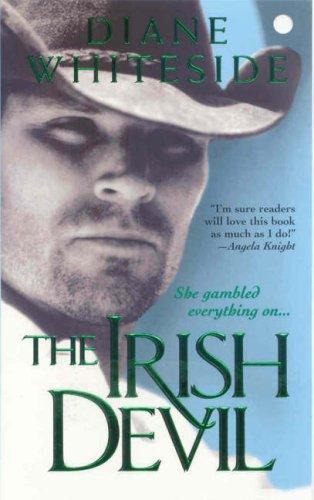 DIANE
WHITESIDE
"I'm sure readers
will love this book
as much as I do!"
—Angela Knight
She gambled
everything on...
THE IRISH
DEVIL